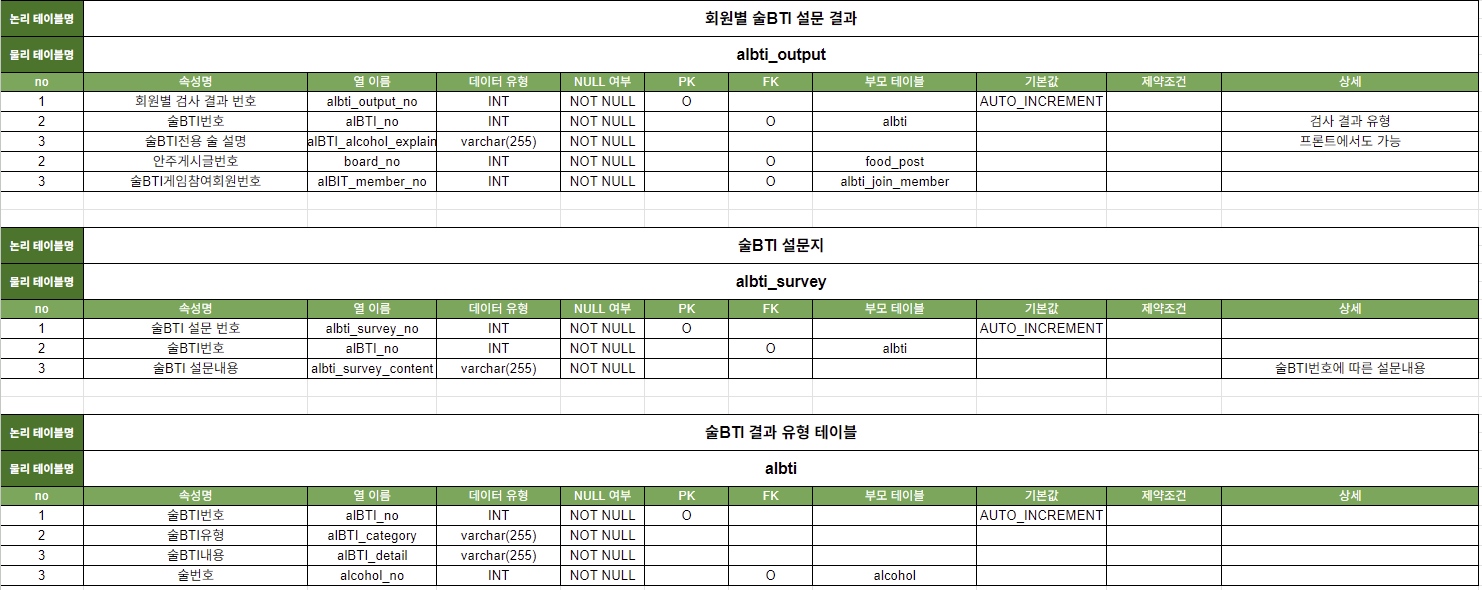 논리 테이블명 회원별 술BTI 설문 결과
물리 테이블명 albti_output
no 속성명 열 이름 데이터 유형 NULL 여부 PK FK 부모 테이블 기본값 제약조건 상세
1 회원별 검사 결과 번호 albti_output_no INT NOT NULL O AUTO_INCREMENT
2 술BTI번호 alBTI_no INT NOT NULL O albti 검사 결과 유형
3 술BTI전용 술 설명 alBTI_alcohol_explain varchar(255) NOT NULL 프론트에서도 가능
2 안주게시글번호 board_no INT NOT NULL O food_post
3 술BTI게임참여회원번호 alBIT_member_no INT NOT NULL O albti_join_member
논리 테이블명 술BTI 설문지
물리 테이블명 albti_survey
no 속성명 열 이름 데이터 유형 NULL 여부 PK FK 부모 테이블 기본값 제약조건 상세
1 술BTI 설문 번호 albti_survey_no INT NOT NULL O AUTO_INCREMENT
2 술BTI번호 alBTI_no INT NOT NULL O albti
3 술BTI 설문내용 albti_survey_content varchar(255) NOT NULL 술BTI번호에 따른 설문내용
논리 테이블명 술BTI 결과 유형 테이블
물리 테이블명 albti
no 속성명 열 이름 데이터 유형 NULL 여부 PK FK 부모 테이블 기본값 제약조건 상세
1 술BTI번호 alBTI_no INT NOT NULL O AUTO_INCREMENT
2 술BTI유형 alBTI_category varchar(255) NOT NULL
3 술BTI내용 alBTI_detail varchar(255) NOT NULL
3 술번호 alcohol_no INT NOT NULL O alcohol